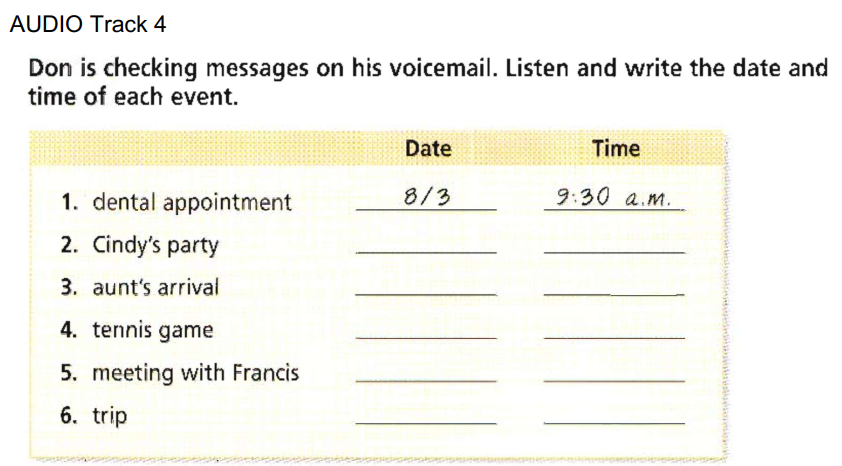 AUDIO Track 4
Don is checking messages on his voicemail. Listen and write the date and
time of each event.
Date Time
1. dental appointment 8/3 9:30 a.m.
2. Cindy's party
3. aunt's arrival
4. tennis game
5. meeting with Francis
6. trip